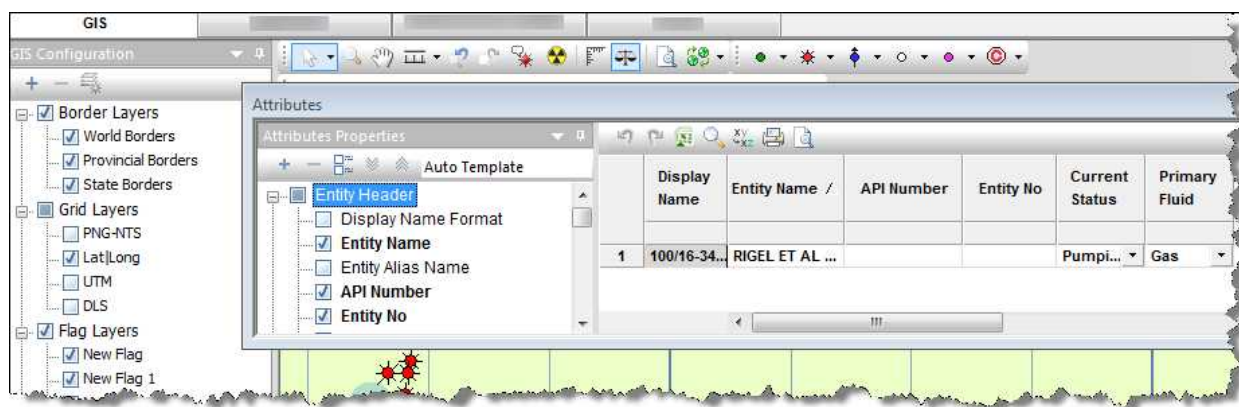 GIS
GIS Configuration
Border Layers
World Borders
Provincial Borders
State Borders
Grid Layers
PNG-NTS
Lat|Long
UTM
DLS
Flag Layers
New Flag
New Flag 1
Attributes
Attributes Properties
Auto Template
Entity Header
Display Name Format
Entity Name
Entity Alias Name
API Number
Entity No
Display Name
Entity Name /
API Number
Entity No
Current Status
Primary Fluid
1 100/16-34... RIGEL ET AL ... Pumpi... Gas